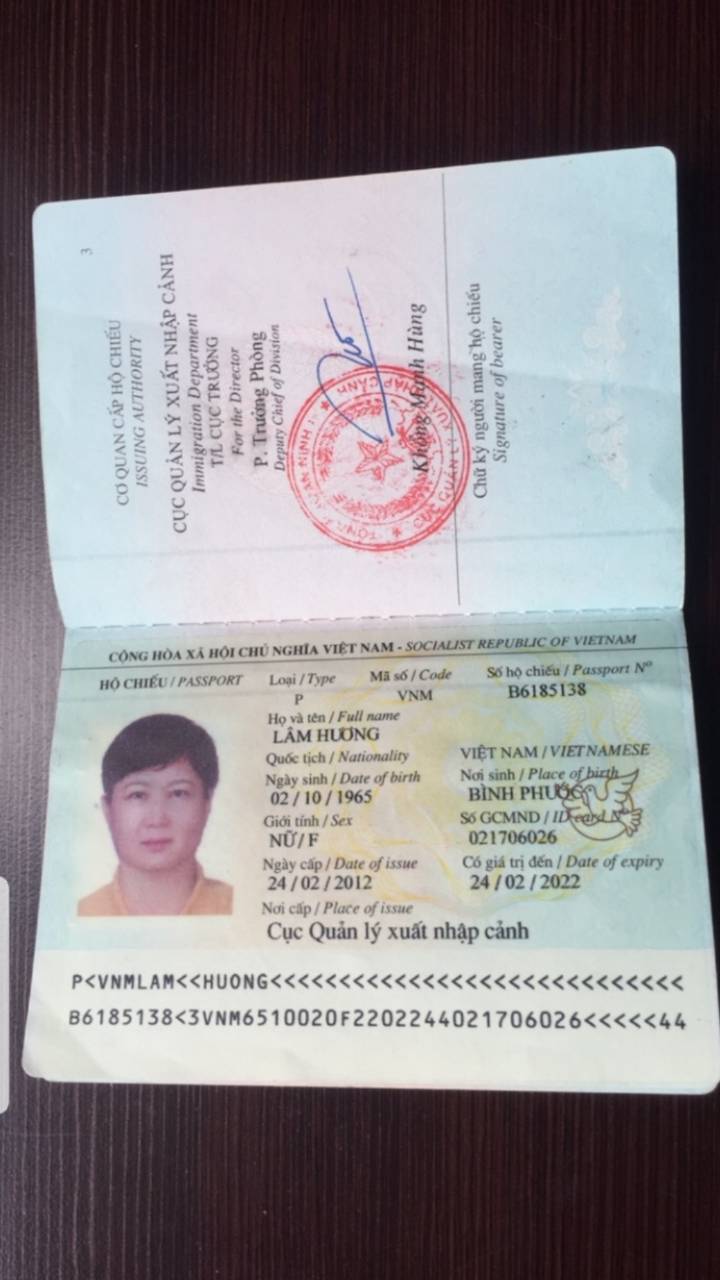 3
CƠ QUAN CẤP HỘ CHIẾU
ISSUING AUTHORITY
CỤC QUẢN LÝ XUẤT NHẬP CẢNH
Immigration Department
T/L CỤC TRƯỞNG
For the Director
P. Trưởng Phòng
Deputy Chief of Division
Khổng Mạnh Hùng
Chữ ký người mang hộ chiếu
Signature of bearer
CỘNG HÒA XÃ HỘI CHỦ NGHĨA VIỆT NAM - SOCIALIST REPUBLIC OF VIETNAM
HỘ CHIẾU / PASSPORT Loại / Type Mã số / Code Số hộ chiếu / Passport Nº
P VNM B6185138
Họ và tên / Full name
LÂM HƯƠNG
Quốc tịch / Nationality VIỆT NAM / VIETNAMESE
Ngày sinh / Date of birth Nơi sinh / Place of birth
02 / 10 / 1965 BÌNH PHƯỚC
Giới tính / Sex Số GCMND / ID card Nº
NỮ / F 021706026
Ngày cấp / Date of issue Có giá trị đến / Date of expiry
24 / 02 / 2012 24 / 02 / 2022
Nơi cấp / Place of issue
Cục Quản lý xuất nhập cảnh
P<VNMLAM<<HUONG<<<<<<<<<<<<<<<<<<<<<<<<<<<<<
B6185138<3VNM6510020F2202244021706026<<<<<44